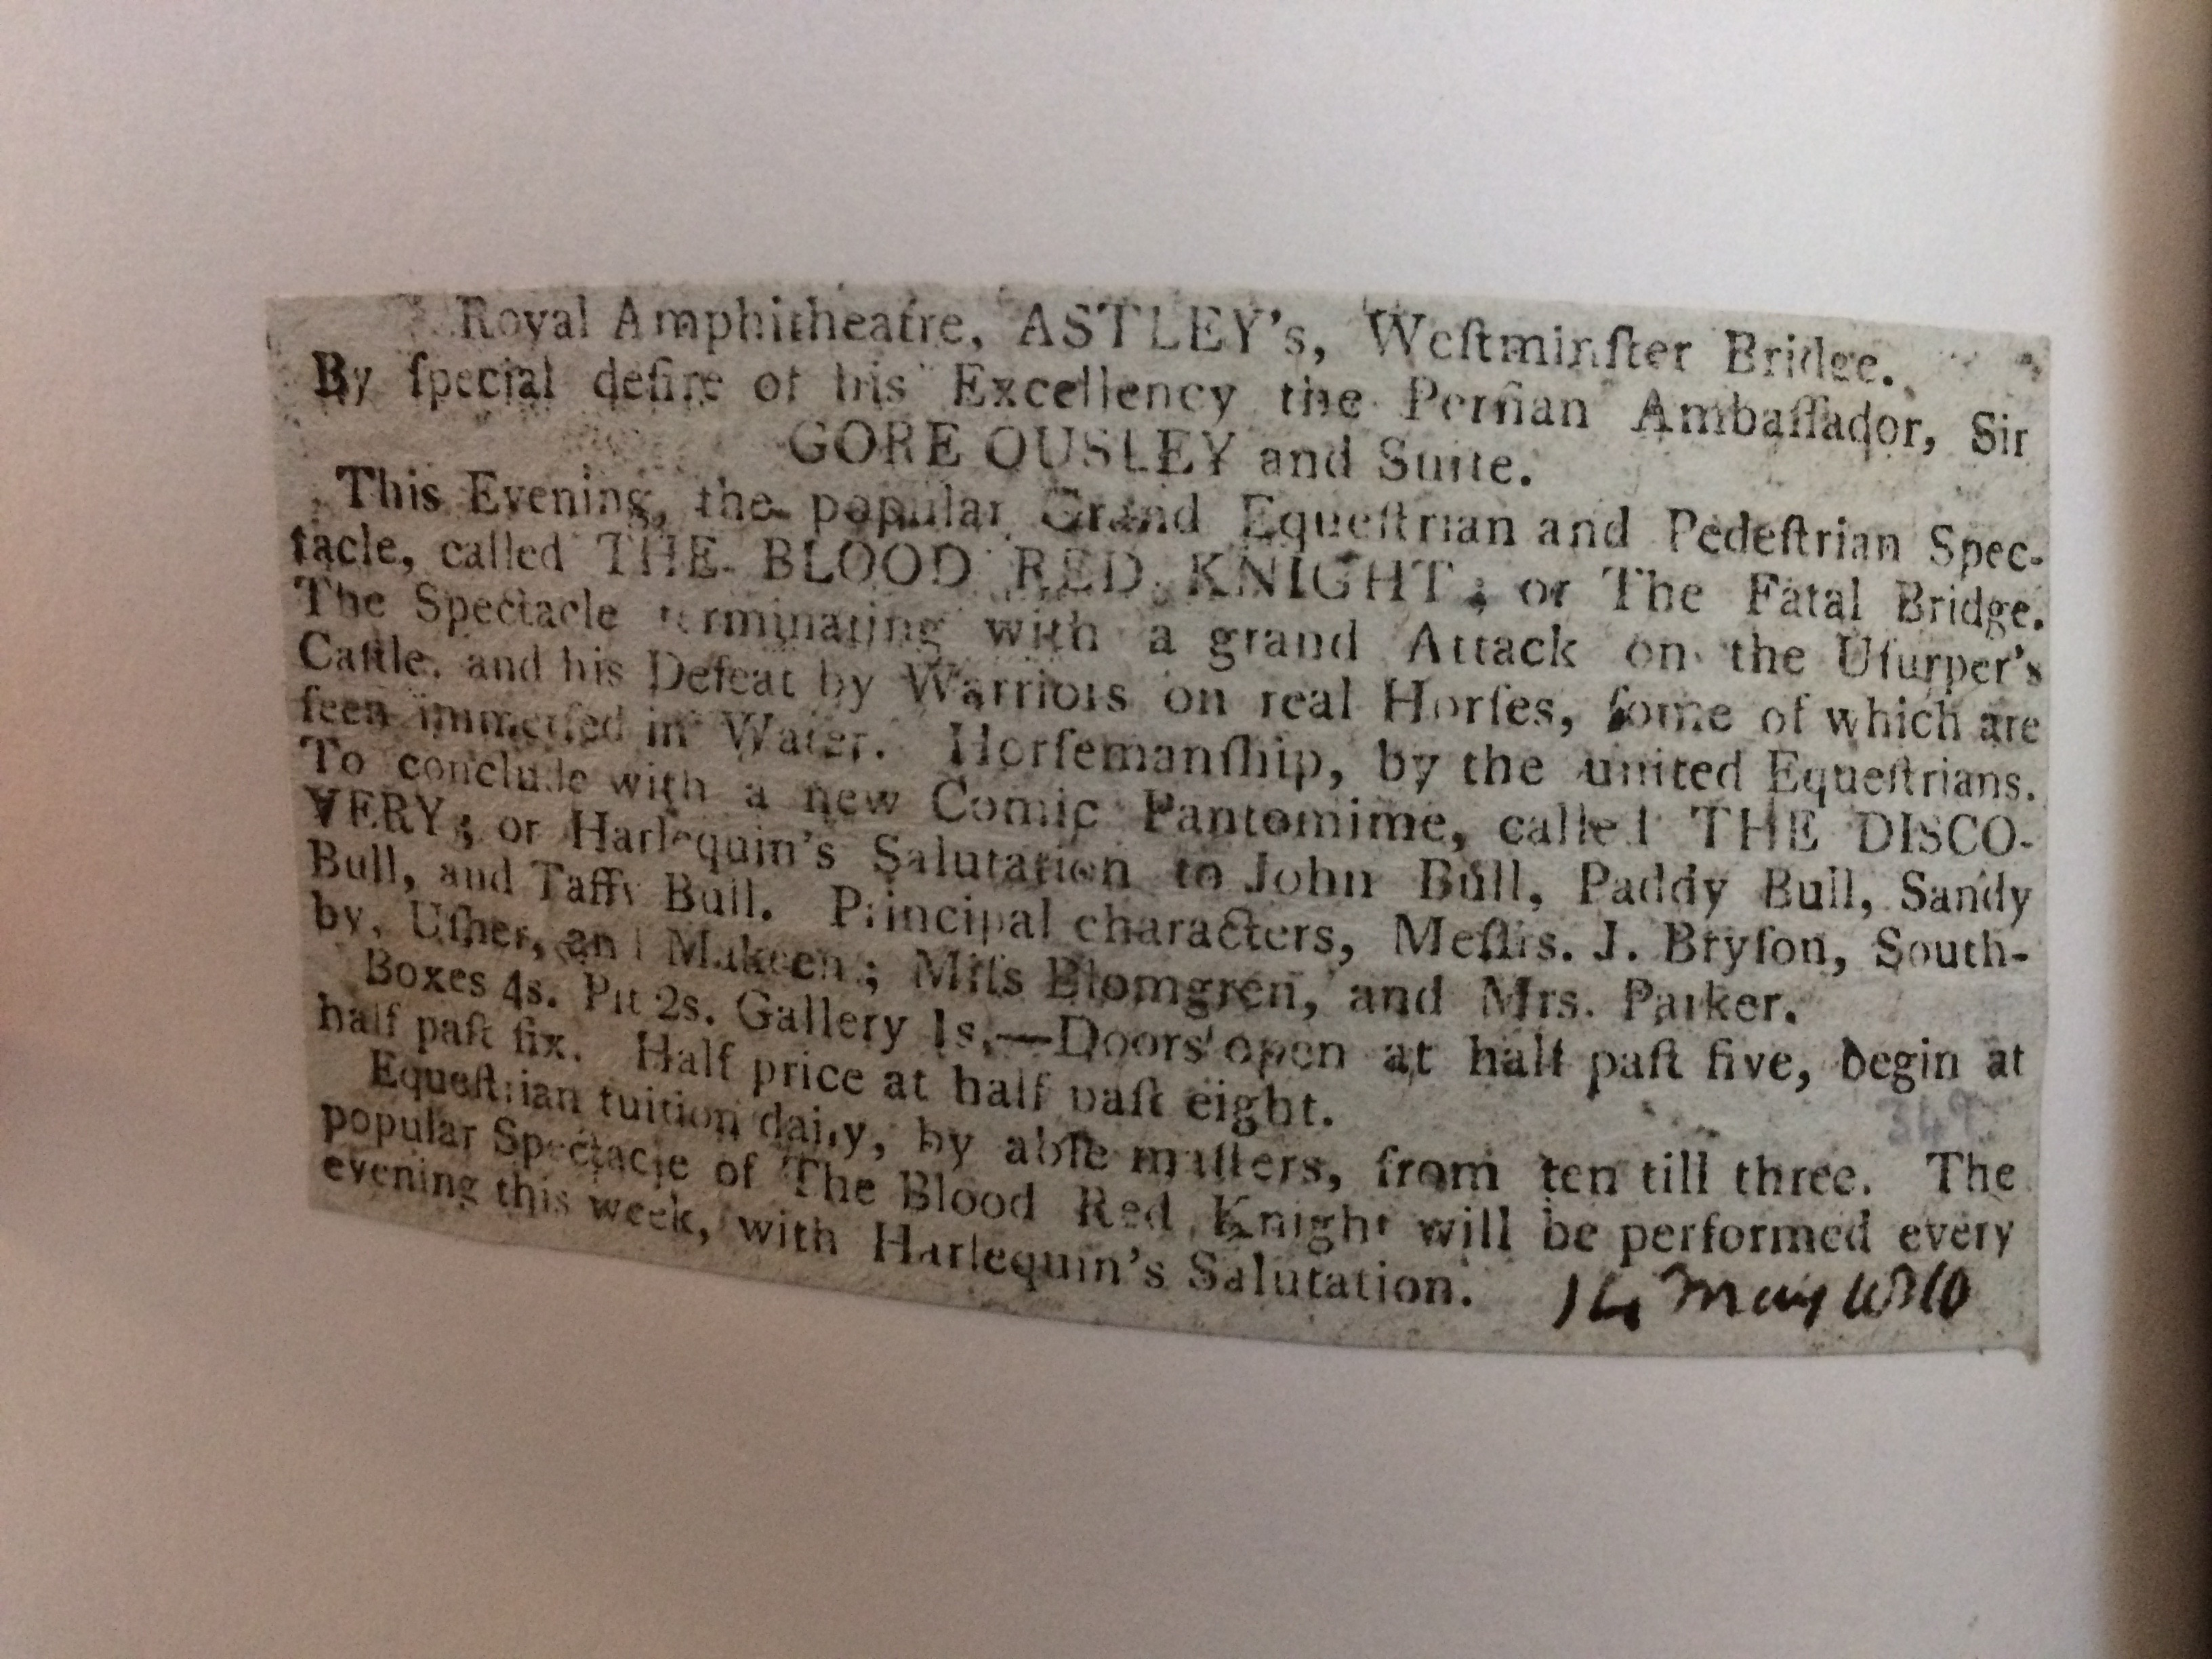 Royal Amphitheatre, ASTLEY's, Weſtminſter Bridge.
By ſpecial deſire of his Excellency the Perſian Ambaſſador, Sir
GORE OUSLEY and Suite.
This Evening, the popular Grand Equeſtrian and Pedeſtrian Spec-
tacle, called THE BLOOD RED KNIGHT; or The Fatal Bridge.
The Spectacle terminating with a grand Attack on the Uſurper's
Caſtle, and his Defeat by Warriors on real Horſes, ſome of which are
ſeen immerſed in Water. Horſemanſhip, by the united Equeſtrians.
To conclude with a new Comic Pantomime, called THE DISCO-
VERY; or Harlequin's Salutation to John Bull, Paddy Bull, Sandy
Bull, and Taffy Bull. Principal characters, Meſſrs. J. Bryſon, South-
by, Uſher, and Makeen; Miſs Blomgren, and Mrs. Parker.
Boxes 4s. Pit 2s. Gallery 1s.—Doors open at half paſt five, begin at
half paſt ſix. Half price at half paſt eight.
Equeſtrian tuition daily, by able maſters, from ten till three. The
popular Spectacle of The Blood Red Knight will be performed every
evening this week, with Harlequin's Salutation.
14 May 1810